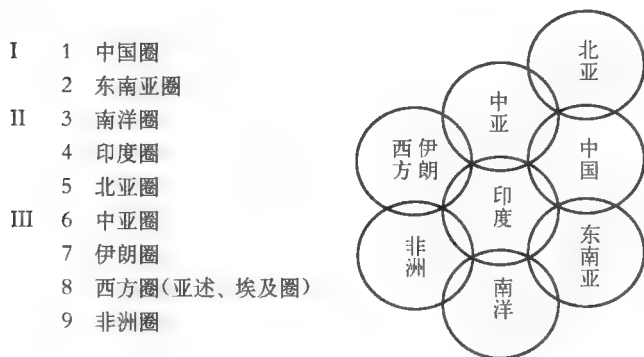 I 1 中国圈
2 东南亚圈
II 3 南洋圈
4 印度圈
5 北亚圈
III 6 中亚圈
7 伊朗圈
8 西方圈(亚述、埃及圈)
9 非洲圈
北亚
中亚
中国
伊朗
西方
印度
东南亚
非洲
南洋